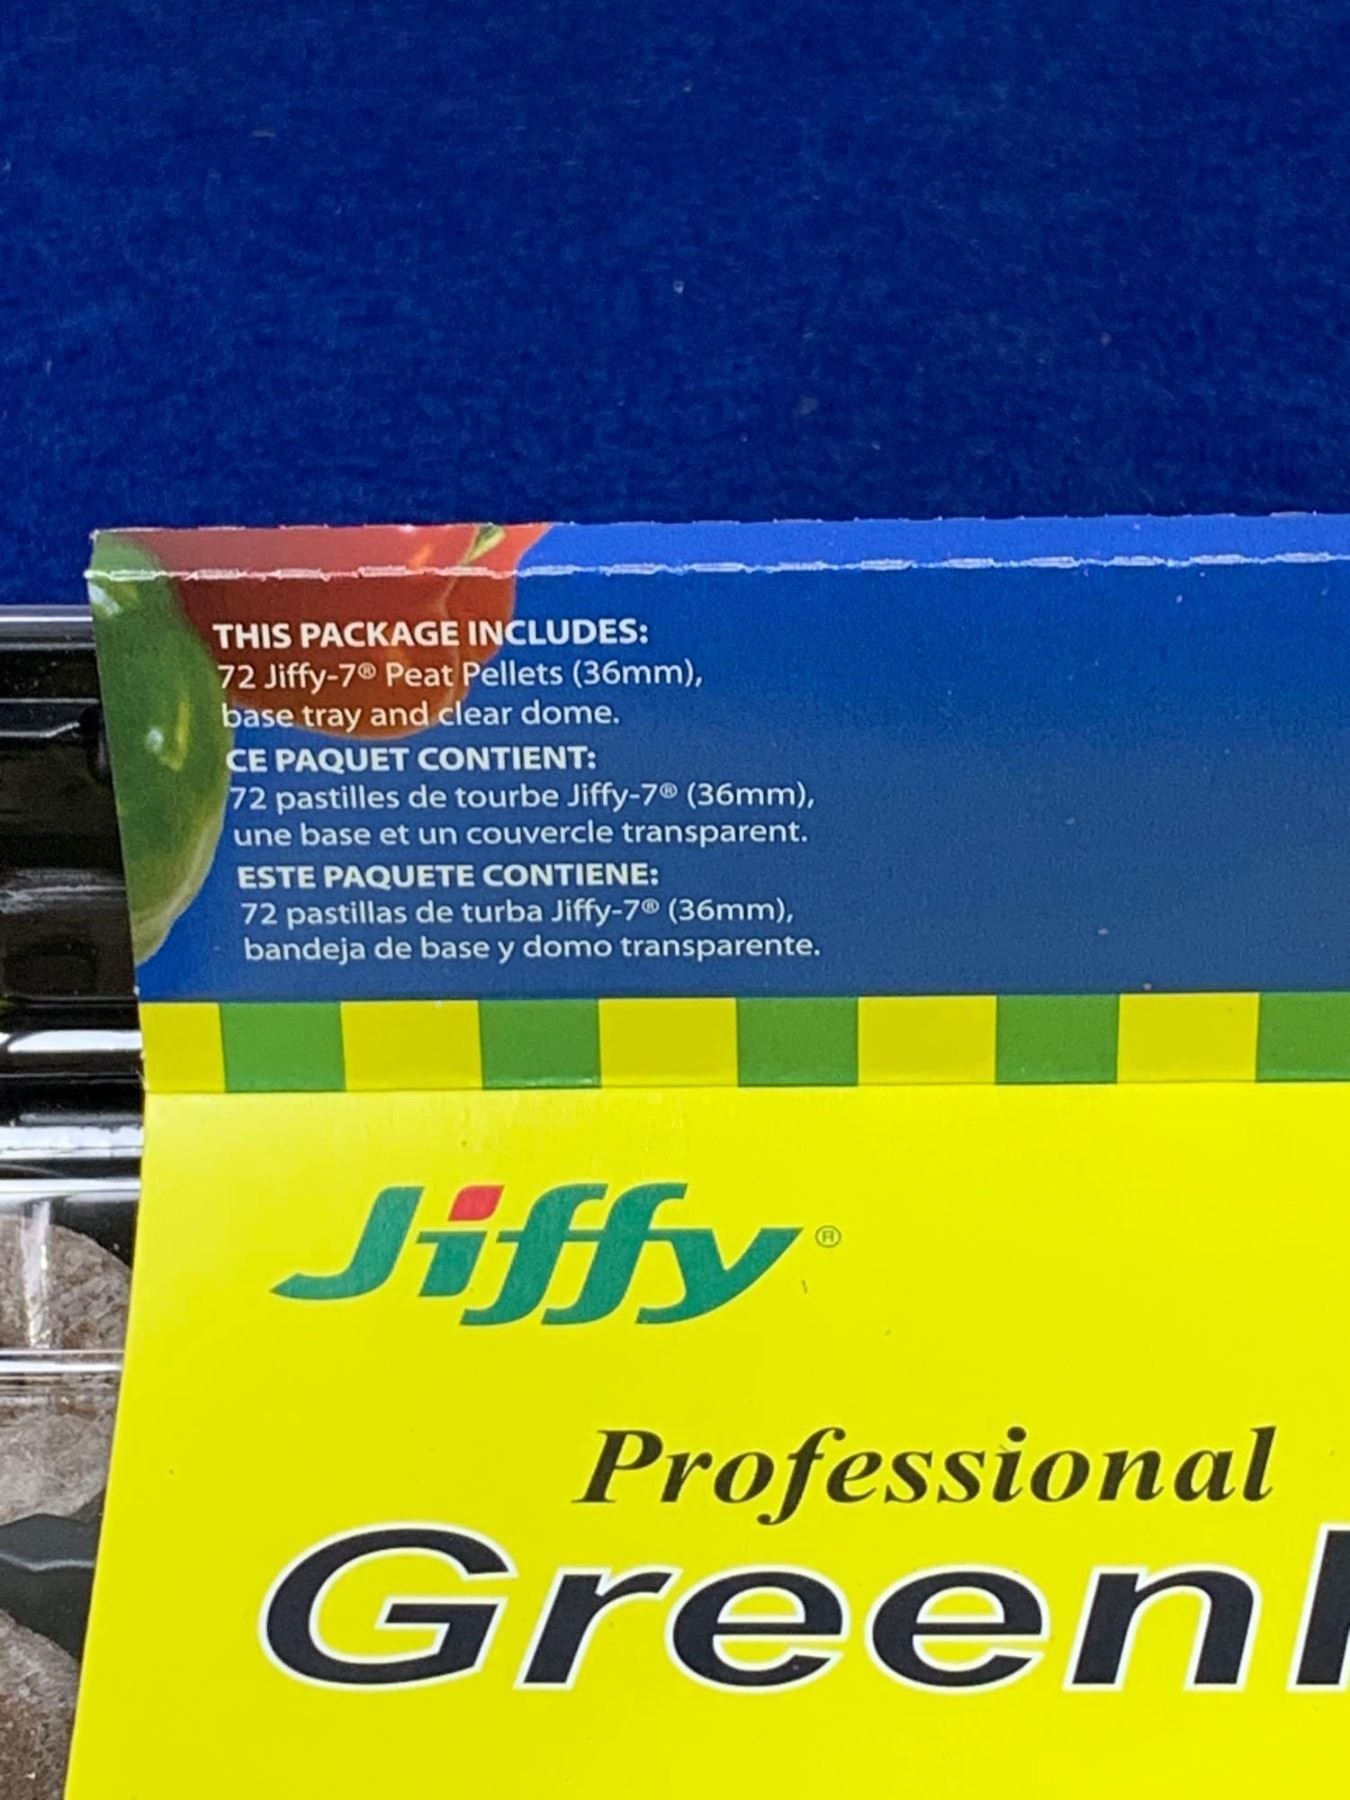 THIS PACKAGE INCLUDES:
72 Jiffy-7® Peat Pellets (36mm),
base tray and clear dome.
CE PAQUET CONTIENT:
72 pastilles de tourbe Jiffy-7® (36mm),
une base et un couvercle transparent.
ESTE PAQUETE CONTIENE:
72 pastillas de turba Jiffy-7® (36mm),
bandeja de base y domo transparente.
Jiffy®
Professional
Green